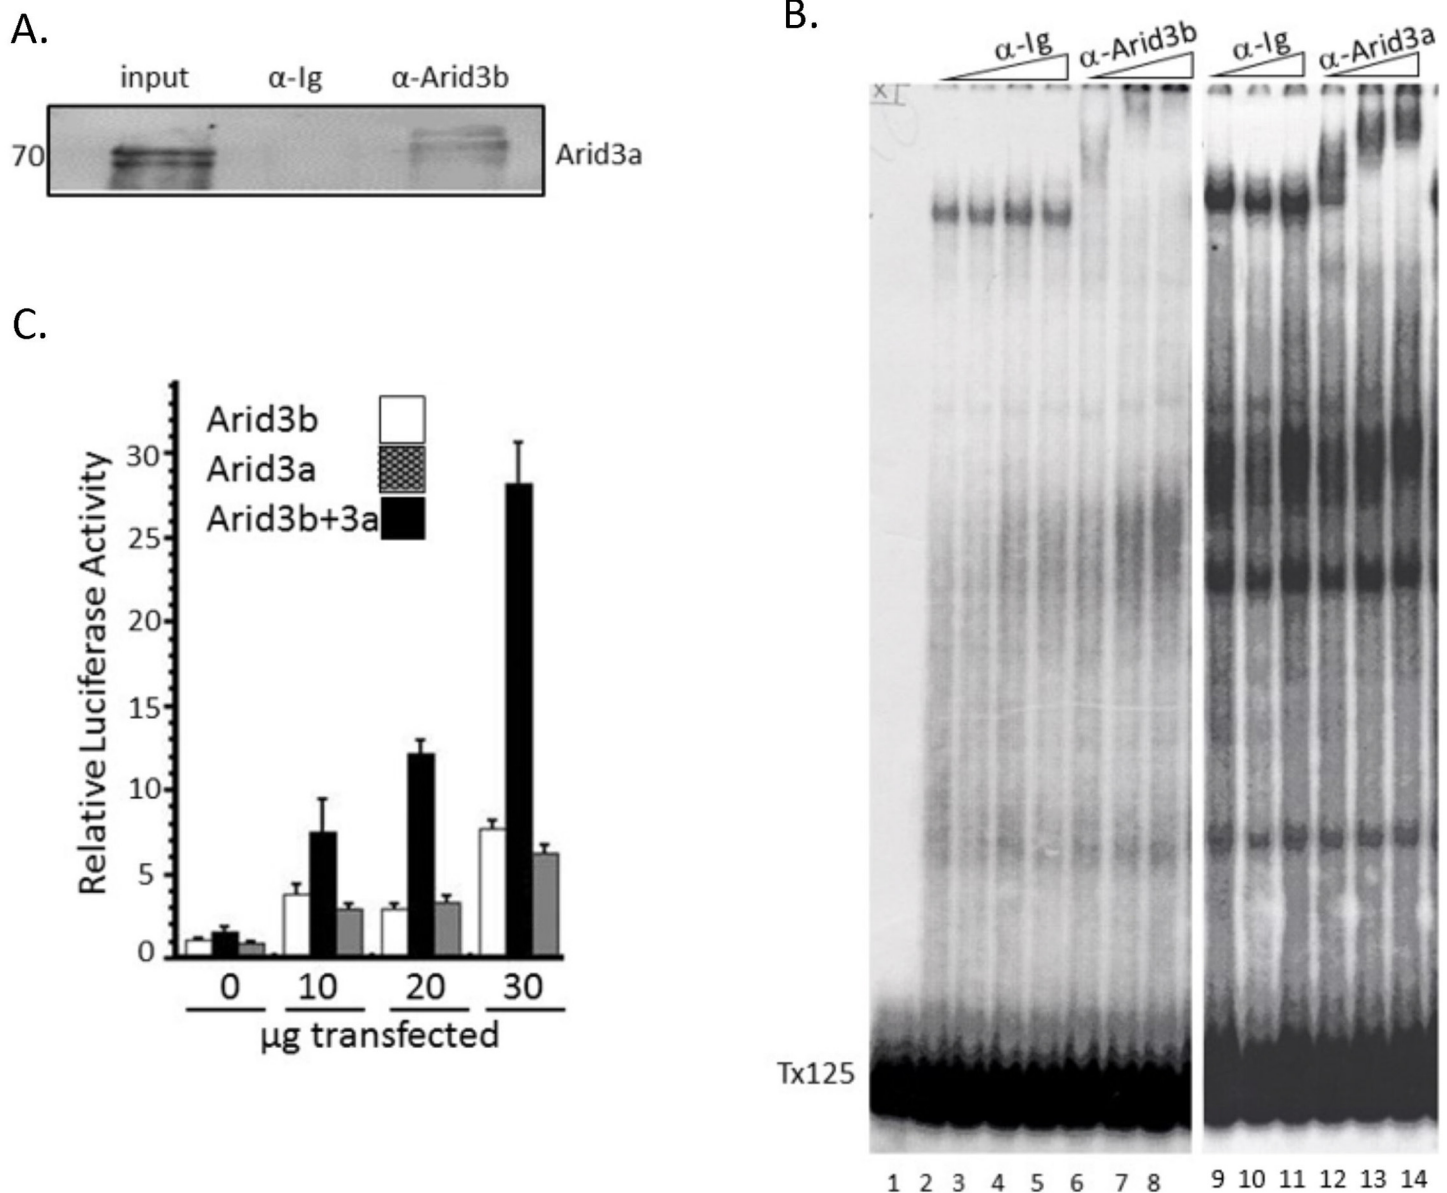 A.
input α-Ig α-Arid3b
70
Arid3a
B.
α-Ig α-Arid3b α-Ig α-Arid3a
Tx125
1 2 3 4 5 6 7 8 9 10 11 12 13 14
C.
Arid3b
Arid3a
Arid3b+3a
Relative Luciferase Activity
30
25
20
15
10
5
0
0 10 20 30
µg transfected